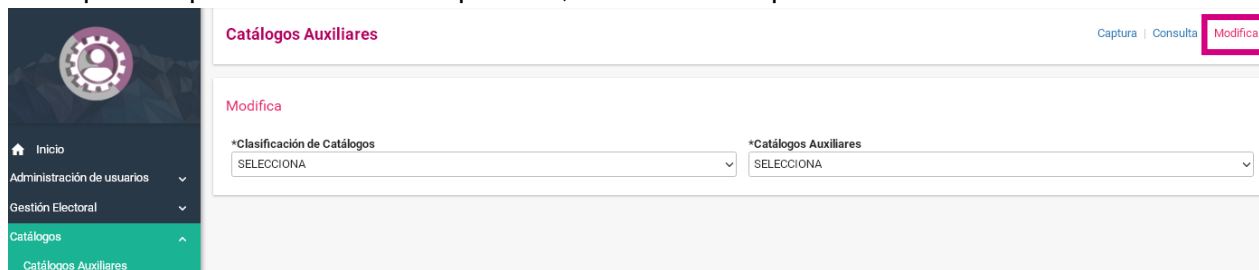 Catálogos Auxiliares
Captura | Consulta | Modifica
Modifica
*Clasificación de Catálogos
*Catálogos Auxiliares
SELECCIONA
SELECCIONA
Inicio
Administración de usuarios
Gestión Electoral
Catálogos
Catálogos Auxiliares